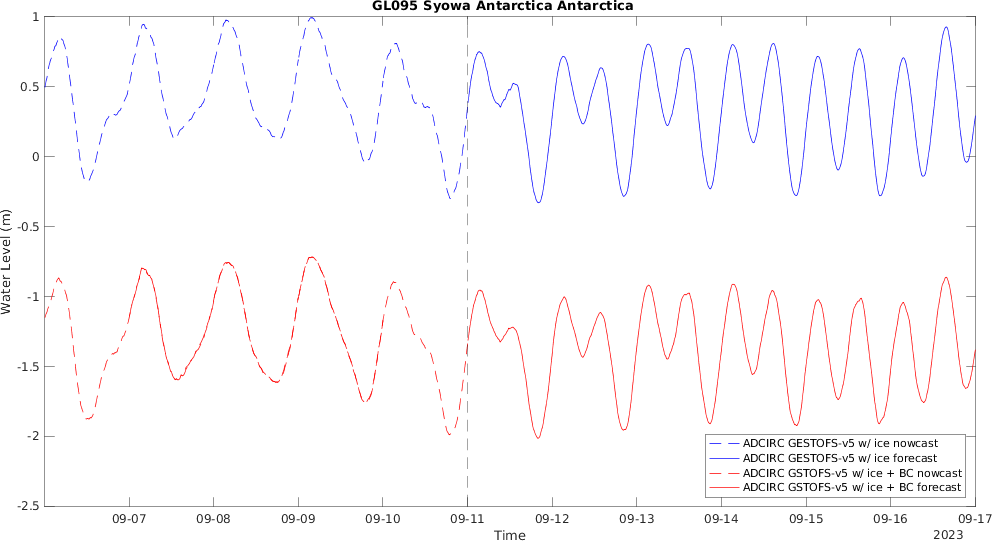 GL095 Syowa Antarctica Antarctica
1
0.5
0
-0.5
-1
-1.5
-2
-2.5
Water Level (m)
ADCIRC GESTOFS-v5 w/ ice nowcast
ADCIRC GESTOFS-v5 w/ ice forecast
ADCIRC GSTOFS-v5 w/ ice + BC nowcast
ADCIRC GSTOFS-v5 w/ ice + BC forecast
09-07 09-08 09-09 09-10 09-11 09-12 09-13 09-14 09-15 09-16 09-17
Time
2023